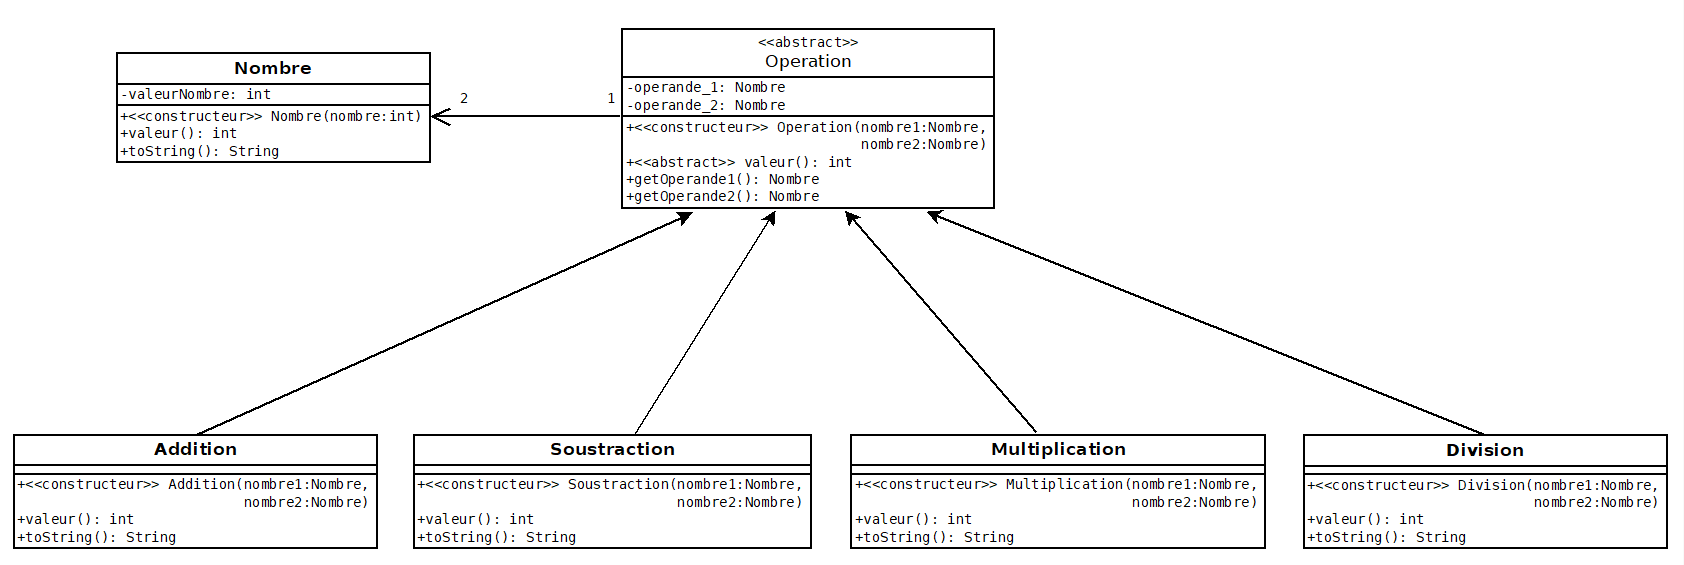 Nombre
-valeurNombre: int
+<<constructeur>> Nombre(nombre:int)
+valeur(): int
+toString(): String
2
1
<<abstract>>
Operation
-operande_1: Nombre
-operande_2: Nombre
+<<constructeur>> Operation(nombre1:Nombre,
nombre2:Nombre)
+<<abstract>> valeur(): int
+getOperande1(): Nombre
+getOperande2(): Nombre
Addition
+<<constructeur>> Addition(nombre1:Nombre,
nombre2:Nombre)
+valeur(): int
+toString(): String
Soustraction
+<<constructeur>> Soustraction(nombre1:Nombre,
nombre2:Nombre)
+valeur(): int
+toString(): String
Multiplication
+<<constructeur>> Multiplication(nombre1:Nombre,
nombre2:Nombre)
+valeur(): int
+toString(): String
Division
+<<constructeur>> Division(nombre1:Nombre,
nombre2:Nombre)
+valeur(): int
+toString(): String